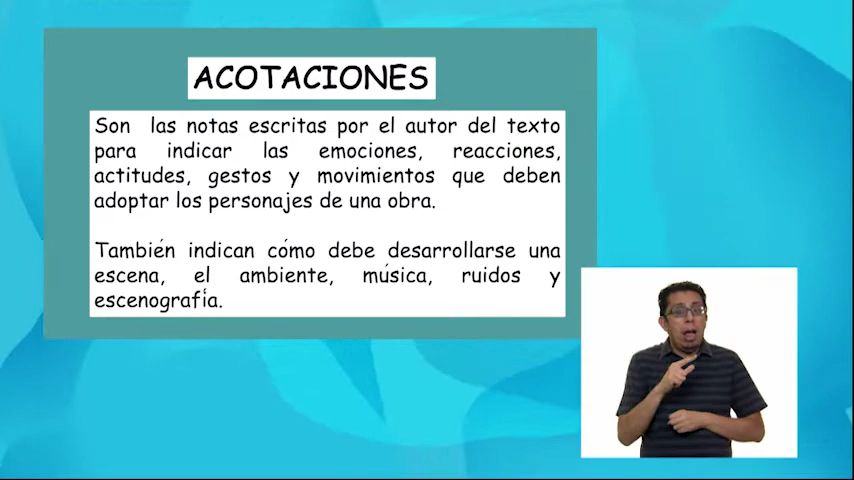 ACOTACIONES
Son las notas escritas por el autor del texto
para indicar las emociones, reacciones,
actitudes, gestos y movimientos que deben
adoptar los personajes de una obra.
También indican cómo debe desarrollarse una
escena, el ambiente, música, ruidos y
escenografía.